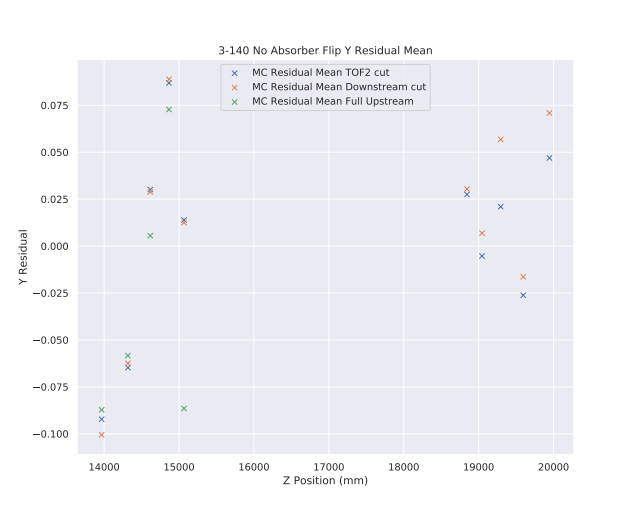 3-140 No Absorber Flip Y Residual Mean
MC Residual Mean TOF2 cut
MC Residual Mean Downstream cut
MC Residual Mean Full Upstream
0.075
0.050
0.025
0.000
−0.025
−0.050
−0.075
−0.100
Y Residual
14000 15000 16000 17000 18000 19000 20000
Z Position (mm)